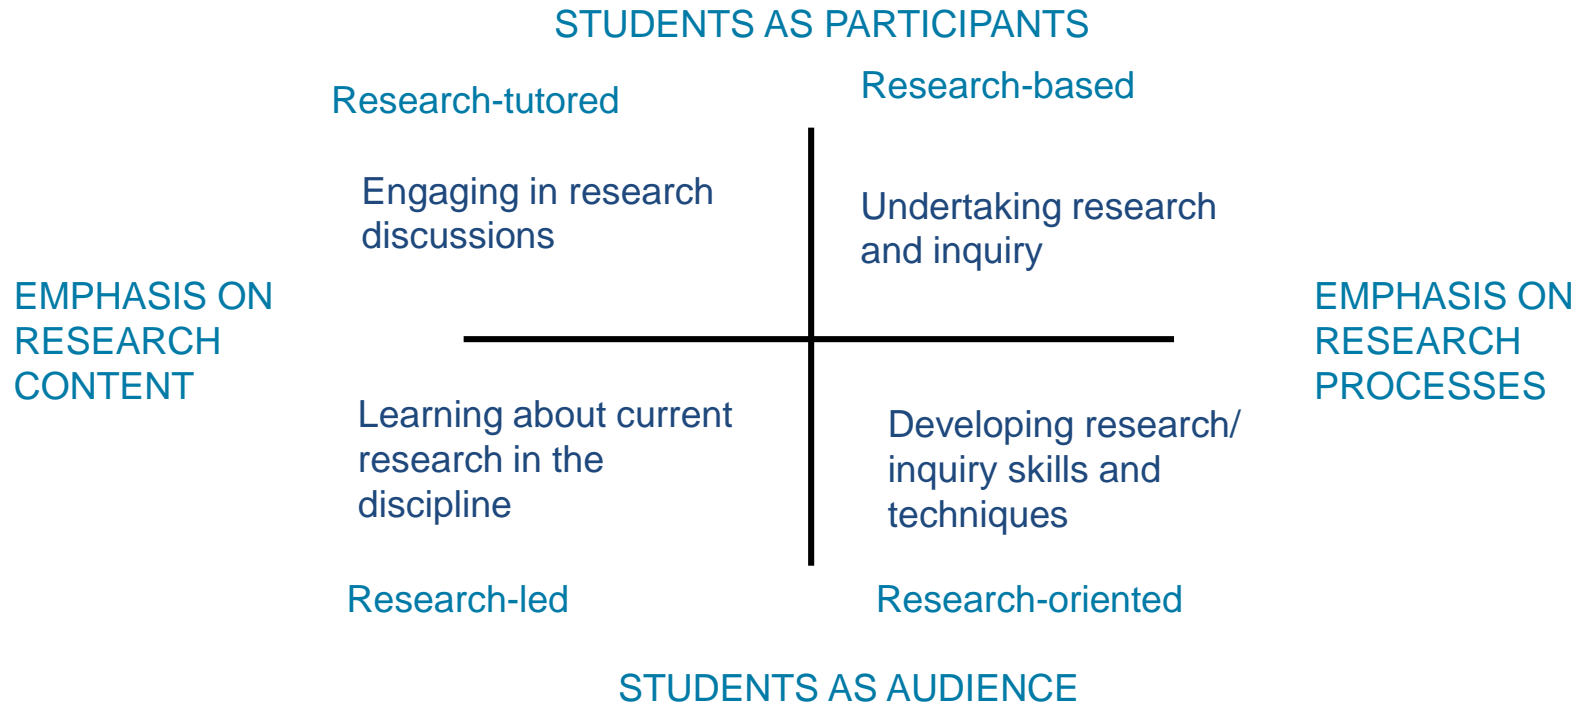 STUDENTS AS PARTICIPANTS
Research-tutored
Research-based
Engaging in research
discussions
Undertaking research
and inquiry
EMPHASIS ON
RESEARCH
CONTENT
EMPHASIS ON
RESEARCH
PROCESSES
Learning about current
research in the
discipline
Developing research/
inquiry skills and
techniques
Research-led
Research-oriented
STUDENTS AS AUDIENCE